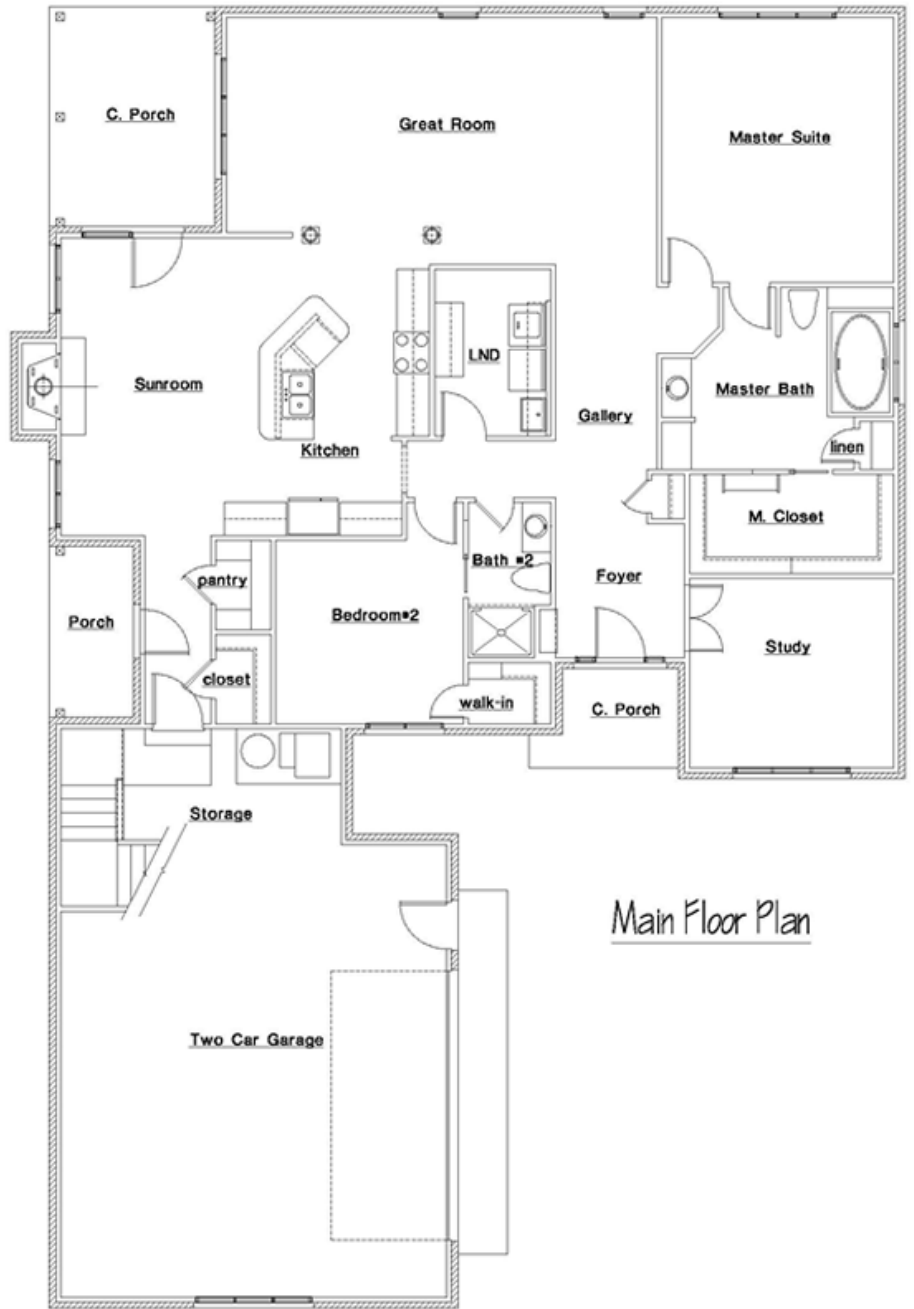 C. Porch
Great Room
Master Suite
Sunroom
LND
Master Bath
Gallery
Kitchen
linen
M. Closet
pantry
Bath #2
Foyer
Porch
Bedroom#2
Study
closet
walk-in
C. Porch
Storage
Main Floor Plan
Two Car Garage